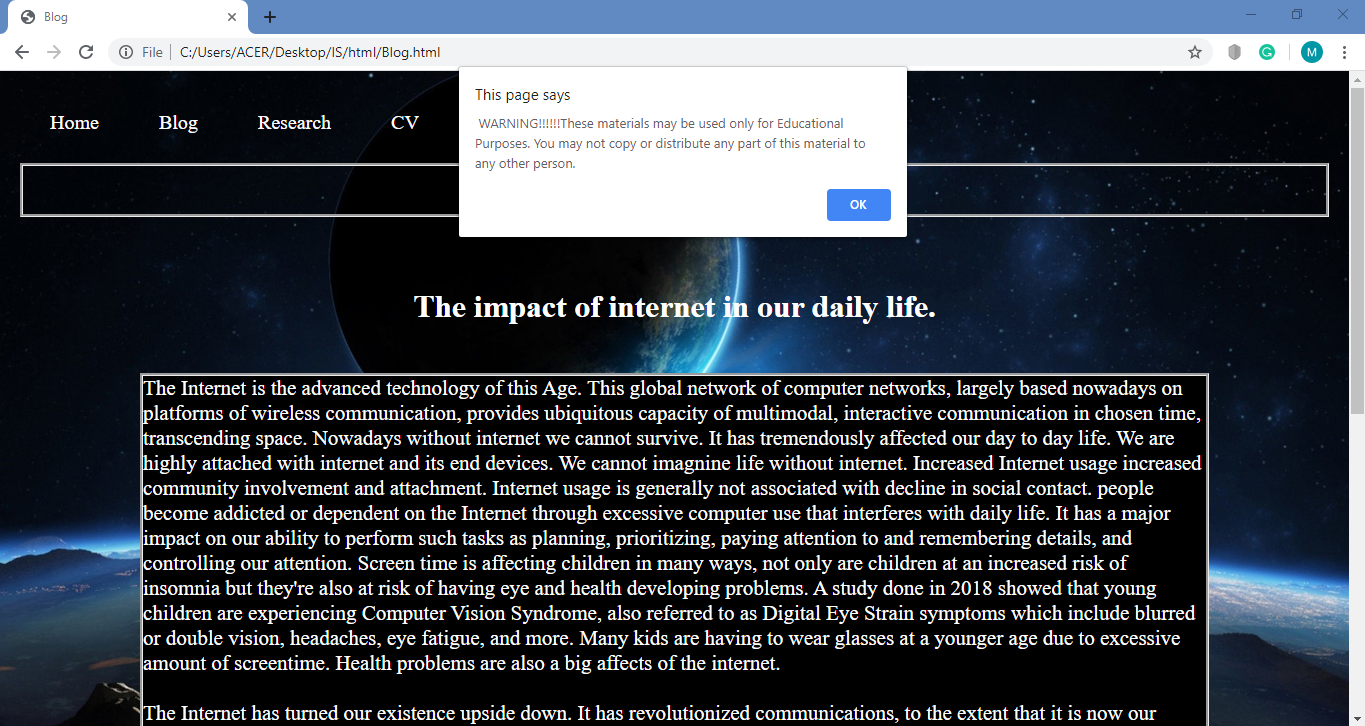 Blog
File
C:/Users/ACER/Desktop/IS/html/Blog.html
M
This page says
WARNING!!!!!!These materials may be used only for Educational
Purposes. You may not copy or distribute any part of this material to
any other person.
OK
Home Blog Research CV
The impact of internet in our daily life.
The Internet is the advanced technology of this Age. This global network of computer networks, largely based nowadays on
platforms of wireless communication, provides ubiquitous capacity of multimodal, interactive communication in chosen time,
transcending space. Nowadays without internet we cannot survive. It has tremendously affected our day to day life. We are
highly attached with internet and its end devices. We cannot imagnine life without internet. Increased Internet usage increased
community involvement and attachment. Internet usage is generally not associated with decline in social contact. people
become addicted or dependent on the Internet through excessive computer use that interferes with daily life. It has a major
impact on our ability to perform such tasks as planning, prioritizing, paying attention to and remembering details, and
controlling our attention. Screen time is affecting children in many ways, not only are children at an increased risk of
insomnia but they're also at risk of having eye and health developing problems. A study done in 2018 showed that young
children are experiencing Computer Vision Syndrome, also referred to as Digital Eye Strain symptoms which include blurred
or double vision, headaches, eye fatigue, and more. Many kids are having to wear glasses at a younger age due to excessive
amount of screentime. Health problems are also a big affects of the internet.
The Internet has turned our existence upside down. It has revolutionized communications, to the extent that it is now our